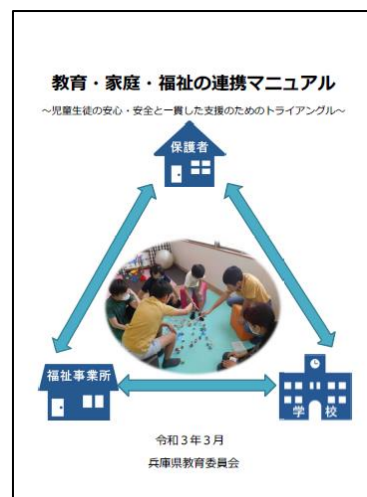 教育・家庭・福祉の連携マニュアル
～児童生徒の安心・安全と一貫した支援のためのトライアングル～
保護者
福祉事業所
学校
令和3年3月
兵庫県教育委員会